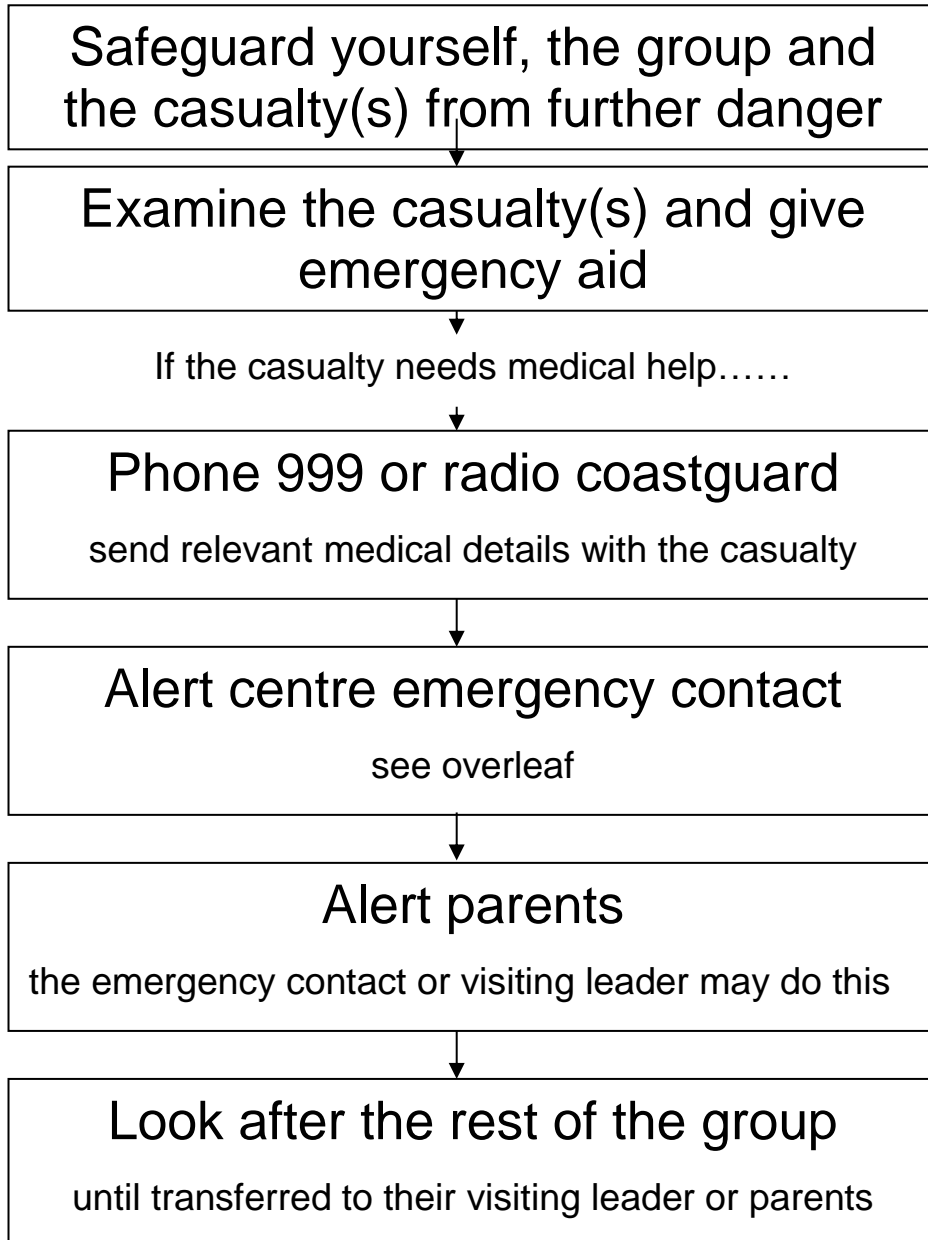 Safeguard yourself, the group and
the casualty(s) from further danger
Examine the casualty(s) and give
emergency aid
If the casualty needs medical help……
Phone 999 or radio coastguard
send relevant medical details with the casualty
Alert centre emergency contact
see overleaf
Alert parents
the emergency contact or visiting leader may do this
Look after the rest of the group
until transferred to their visiting leader or parents